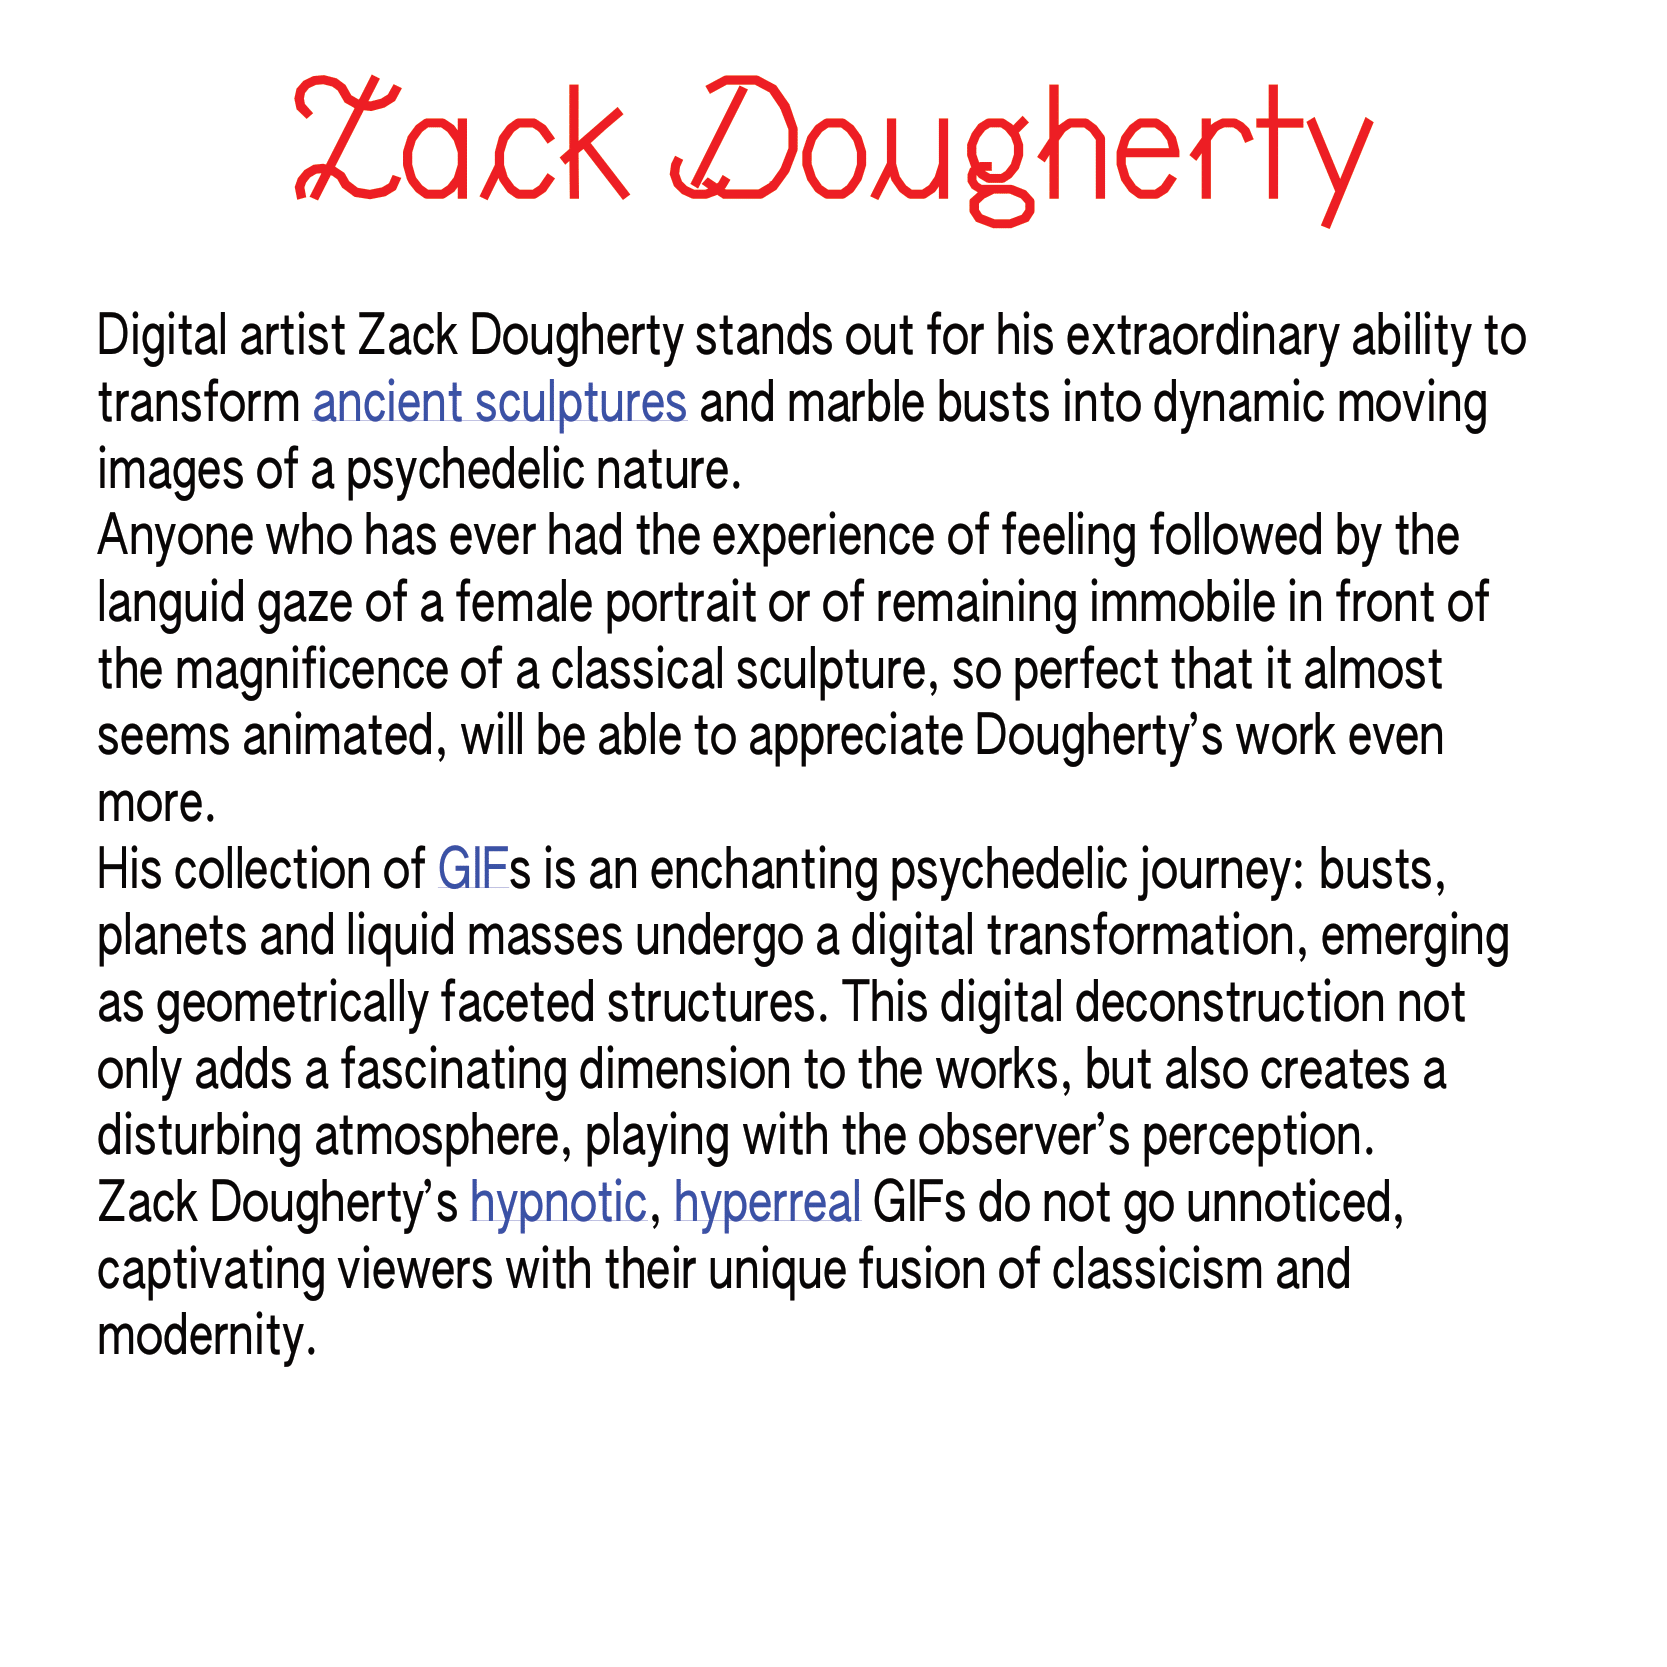 Zack Dougherty
Digital artist Zack Dougherty stands out for his extraordinary ability to
transform ancient sculptures and marble busts into dynamic moving
images of a psychedelic nature.
Anyone who has ever had the experience of feeling followed by the
languid gaze of a female portrait or of remaining immobile in front of
the magnificence of a classical sculpture, so perfect that it almost
seems animated, will be able to appreciate Dougherty’s work even
more.
His collection of GIFs is an enchanting psychedelic journey: busts,
planets and liquid masses undergo a digital transformation, emerging
as geometrically faceted structures. This digital deconstruction not
only adds a fascinating dimension to the works, but also creates a
disturbing atmosphere, playing with the observer’s perception.
Zack Dougherty’s hypnotic, hyperreal GIFs do not go unnoticed,
captivating viewers with their unique fusion of classicism and
modernity.